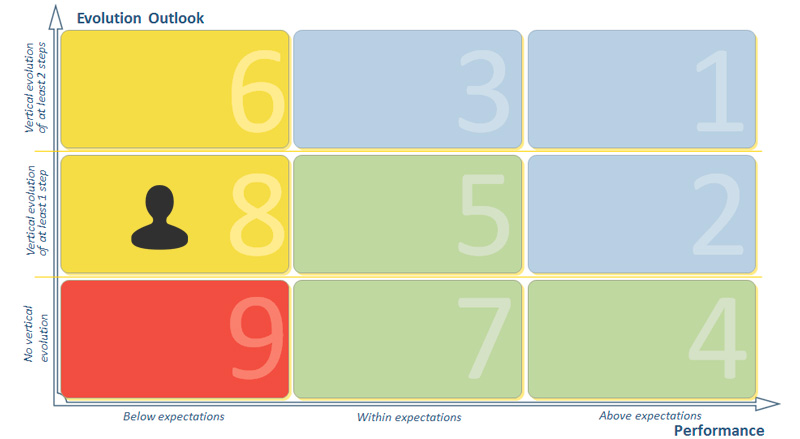 Evolution Outlook
Vertical evolution
of at least 2 steps
6
3
1
Vertical evolution
of at least 1 step
8
5
2
No vertical
evolution
9
7
4
Below expectations
Within expectations
Above expectations
Performance